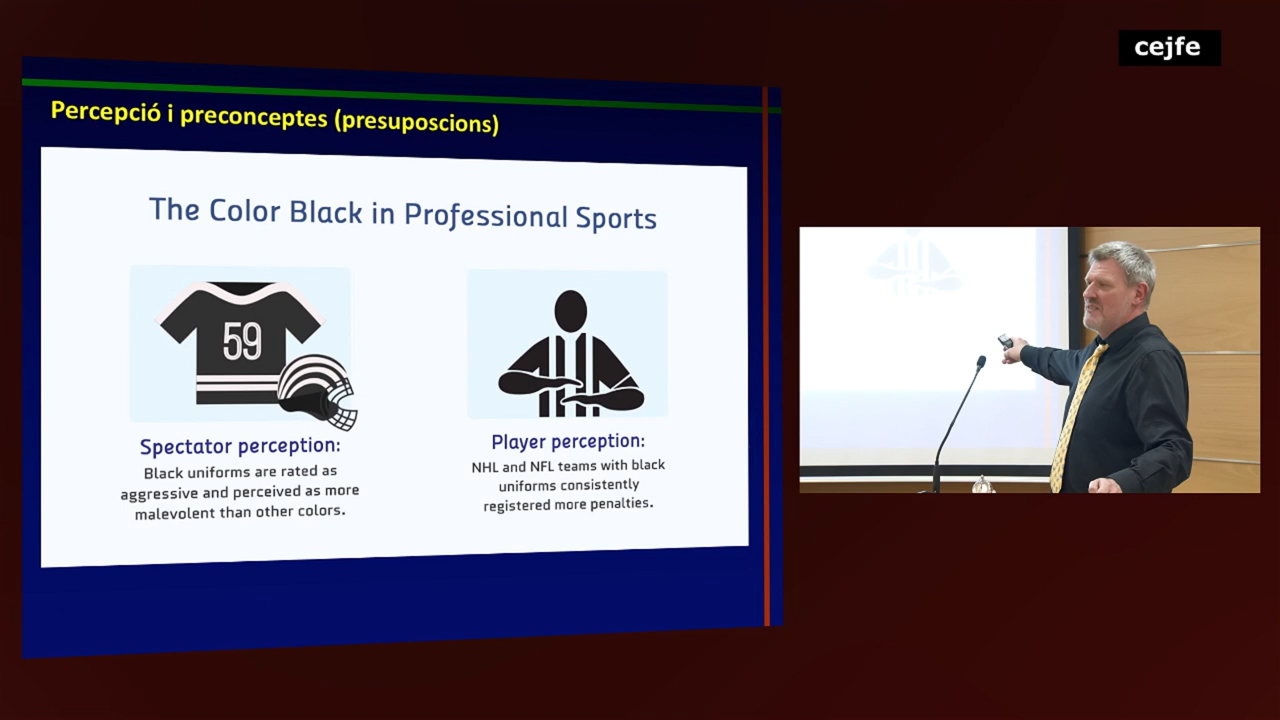 cejfe
Percepció i preconceptes (presuposcions)
The Color Black in Professional Sports
59
Spectator perception:
Black uniforms are rated as
aggressive and perceived as more
malevolent than other colors.
Player perception:
NHL and NFL teams with black
uniforms consistently
registered more penalties.